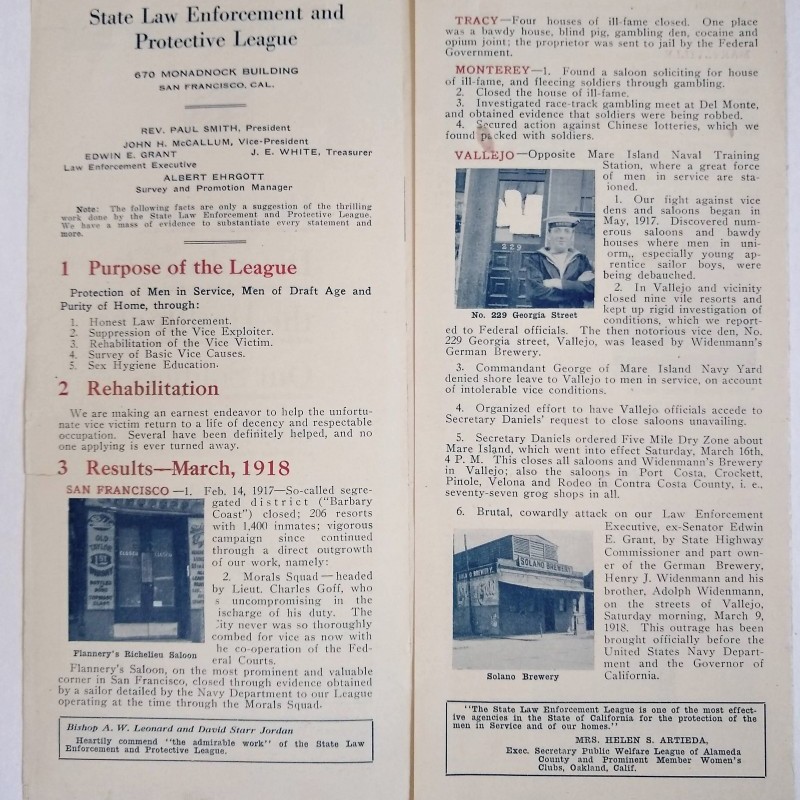 State Law Enforcement and
Protective League
670 MONADNOCK BUILDING
SAN FRANCISCO, CAL.
REV. PAUL SMITH, President
JOHN H. McCALLUM, Vice-President
EDWIN E. GRANT J. E. WHITE, Treasurer
Law Enforcement Executive
ALBERT EHRGOTT
Survey and Promotion Manager
Note: The following facts are only a suggestion of the thrilling
work done by the State Law Enforcement and Protective League.
We have a mass of evidence to substantiate every statement and
more.
1 Purpose of the League
Protection of Men in Service, Men of Draft Age and
Purity of Home, through:
1. Honest Law Enforcement.
2. Suppression of the Vice Exploiter.
3. Rehabilitation of the Vice Victim.
4. Survey of Basic Vice Causes.
5. Sex Hygiene Education.
2 Rehabilitation
We are making an earnest endeavor to help the unfortu-
nate vice victim return to a life of decency and respectable
occupation. Several have been definitely helped, and no
one applying is ever turned away.
3 Results—March, 1918
SAN FRANCISCO—1. Feb. 14, 1917—So-called segre-
gated district ("Barbary
Coast") closed; 206 resorts
with 1,400 inmates; vigorous
campaign since continued
through a direct outgrowth
of our work, namely:
2. Morals Squad—headed
by Lieut. Charles Goff, who
s uncompromising in the
ischarge of his duty. The
ity never was so thoroughly
combed for vice as now with
he co-operation of the Fed-
eral Courts.
OLD
TAYLOR
CLOSED
Flannery's Richelieu Saloon
Flannery's Saloon, on the most prominent and valuable
corner in San Francisco, closed through evidence obtained
by a sailor detailed by the Navy Department to our League
operating at the time through the Morals Squad.
Bishop A. W. Leonard and David Starr Jordan
Heartily commend "the admirable work" of the State Law
Enforcement and Protective League.
TRACY—Four houses of ill-fame closed. One place
was a bawdy house, blind pig, gambling den, cocaine and
opium joint; the proprietor was sent to jail by the Federal
Government.
MONTEREY—1. Found a saloon soliciting for house
of ill-fame, and fleecing soldiers through gambling.
2. Closed the house of ill-fame.
3. Investigated race-track gambling meet at Del Monte,
and obtained evidence that soldiers were being robbed.
4. Secured action against Chinese lotteries, which we
found packed with soldiers.
VALLEJO—Opposite Mare Island Naval Training
Station, where a great force
of men in service are sta-
ioned.
1. Our fight against vice
dens and saloons began in
May, 1917. Discovered num-
erous saloons and bawdy
houses where men in uni-
orm,, especially young ap-
rentice sailor boys, were
being debauched.
2. In Vallejo and vicinity
closed nine vile resorts and
kept up rigid investigation of
conditions, which we report-
229
No. 229 Georgia Street
ed to Federal officials. The then notorious vice den, No.
229 Georgia street, Vallejo, was leased by Widenmann's
German Brewery.
3. Commandant George of Mare Island Navy Yard
denied shore leave to Vallejo to men in service, on account
of intolerable vice conditions.
4. Organized effort to have Vallejo officials accede to
Secretary Daniels' request to close saloons unavailing.
5. Secretary Daniels ordered Five Mile Dry Zone about
Mare Island, which went into effect Saturday, March 16th,
4 P. M. This closes all saloons and Widenmann's Brewery
in Vallejo; also the saloons in Port Costa, Crockett,
Pinole, Velona and Rodeo in Contra Costa County, i. e.,
seventy-seven grog shops in all.
6. Brutal, cowardly attack on our Law Enforcement
Executive, ex-Senator Edwin
E. Grant, by State Highway
Commissioner and part own-
er of the German Brewery,
Henry J. Widenmann and his
brother, Adolph Widenmann,
on the streets of Vallejo,
Saturday morning, March 9,
1918. This outrage has been
brought officially before the
United States Navy Depart-
ment and the Governor of
California.
SOLANO BREWERY
Solano Brewery
"The State Law Enforcement League is one of the most effect-
ive agencies in the State of California for the protection of the
men in Service and of our homes."
MRS. HELEN S. ARTIEDA,
Exec. Secretary Public Welfare League of Alameda
County and Prominent Member Women's
Clubs, Oakland, Calif.